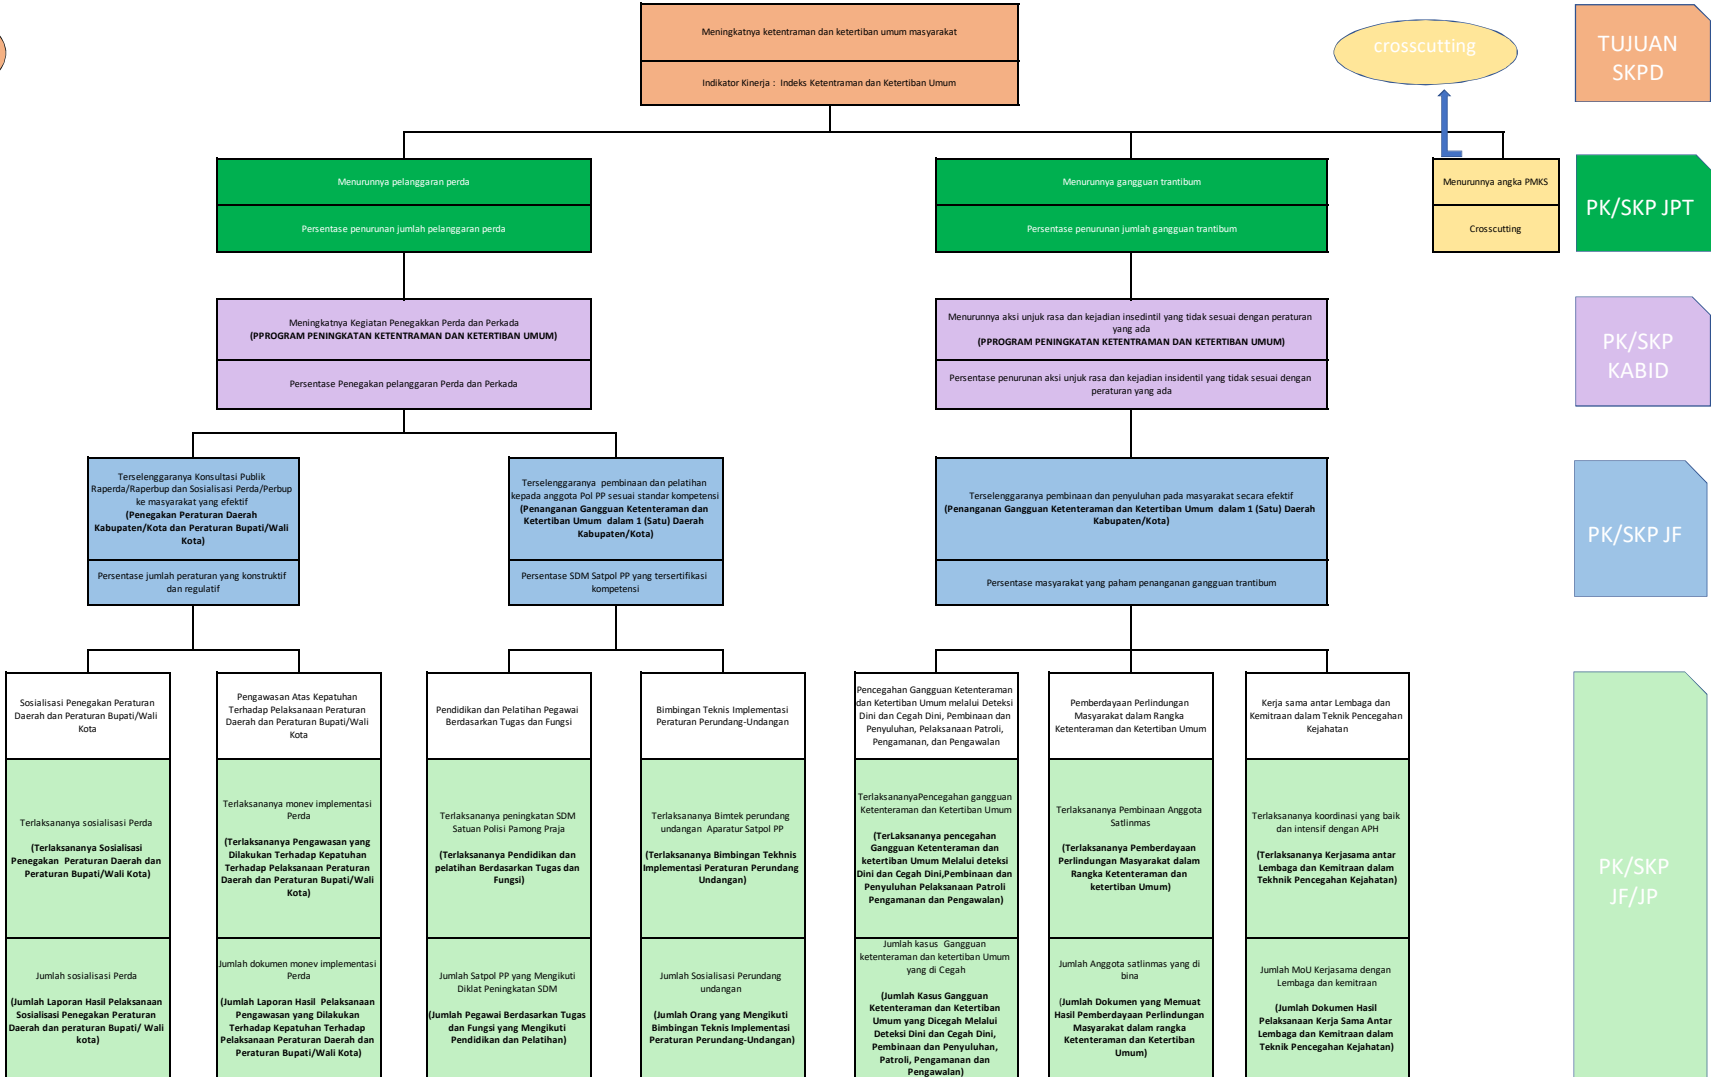 Meningkatnya ketentraman dan ketertiban umum masyarakat
Indikator Kinerja :  Indeks Ketentraman dan Ketertiban Umum
crosscutting
TUJUAN
SKPD
Menurunnya pelanggaran perda
Persentase penurunan jumlah pelanggaran perda
Menurunnya gangguan trantibum
Persentase penurunan jumlah gangguan trantibum
Menurunnya angka PMKS
Crosscutting
PK/SKP JPT
Meningkatnya Kegiatan Penegakkan Perda dan Perkada
(PPROGRAM PENINGKATAN KETENTRAMAN DAN KETERTIBAN UMUM)
Persentase Penegakan pelanggaran Perda dan Perkada
Menurunnya aksi unjuk rasa dan kejadian insedintil yang tidak sesuai dengan peraturan
yang ada
(PPROGRAM PENINGKATAN KETENTRAMAN DAN KETERTIBAN UMUM)
Persentase penurunan aksi unjuk rasa dan kejadian insidentil yang tidak sesuai dengan
peraturan yang ada
PK/SKP
KABID
Terselenggaranya Konsultasi Publik
Raperda/Raperbup dan Sosialisasi Perda/Perbup
ke masyarakat yang efektif
(Penegakan Peraturan Daerah
Kabupaten/Kota dan Peraturan Bupati/Wali
Kota)
Persentase jumlah peraturan yang konstruktif
dan regulatif
Terselenggaranya  pembinaan dan pelatihan
kepada anggota Pol PP sesuai standar kompetensi
(Penanganan Gangguan Ketenteraman dan
Ketertiban Umum  dalam 1 (Satu) Daerah
Kabupaten/Kota)
Persentase SDM Satpol PP yang tersertifikasi
kompetensi
Terselenggaranya pembinaan dan penyuluhan pada masyarakat secara efektif
(Penanganan Gangguan Ketenteraman dan Ketertiban Umum  dalam 1 (Satu) Daerah
Kabupaten/Kota)
Persentase masyarakat yang paham penanganan gangguan trantibum
PK/SKP JF
Sosialisasi Penegakan Peraturan
Daerah dan Peraturan Bupati/Wali
Kota
Terlaksananya sosialisasi Perda
(Terlaksananya Sosialisasi
Penegakan  Peraturan Daerah dan
Peraturan Bupati/Wali Kota)
Jumlah sosialisasi Perda
(Jumlah Laporan Hasil Pelaksanaan
Sosialisasi Penegakan Peraturan
Daerah dan peraturan Bupati/ Wali
kota)
Pengawasan Atas Kepatuhan
Terhadap Pelaksanaan Peraturan
Daerah dan Peraturan Bupati/Wali
Kota
Terlaksananya monev implementasi
Perda
(Terlaksananya Pengawasan yang
Dilakukan Terhadap Kepatuhan
Terhadap Pelaksanaan Peraturan
Daerah dan Peraturan Bupati/Wali
Kota)
Jumlah dokumen monev implementasi
Perda
(Jumlah Laporan Hasil  Pelaksanaan
Pengawasan yang Dilakukan
Terhadap Kepatuhan Terhadap
Pelaksanaan Peraturan Daerah dan
Peraturan Bupati/Wali Kota)
Pendidikan dan Pelatihan Pegawai
Berdasarkan Tugas dan Fungsi
Terlaksananya peningkatan SDM
Satuan Polisi Pamong Praja
(Terlaksananya Pendidikan dan
pelatihan Berdasarkan Tugas dan
Fungsi)
Jumlah Satpol PP yang Mengikuti
Diklat Peningkatan SDM
(Jumlah Pegawai Berdasarkan Tugas
dan Fungsi yang Mengikuti
Pendidikan dan Pelatihan)
Bimbingan Teknis Implementasi
Peraturan Perundang-Undangan
Terlaksananya Bimtek perundang
undangan  Aparatur Satpol PP
(Terlaksananya Bimbingan Tekhnis
Implementasi Peraturan Perundang
Undangan)
Jumlah Sosialisasi Perundang
undangan
(Jumlah Orang yang Mengikuti
Bimbingan Teknis Implementasi
Peraturan Perundang-Undangan)
Pencegahan Gangguan Ketenteraman
dan Ketertiban Umum melalui Deteksi
Dini dan Cegah Dini, Pembinaan dan
Penyuluhan, Pelaksanaan Patroli,
Pengamanan, dan Pengawalan
TerlaksananyaPencegahan gangguan
Ketenteraman dan Ketertiban Umum
(TerLaksananya pencegahan
Gangguan Ketenteraman dan
ketertiban Umum Melalui deteksi
Dini dan Cegah Dini,Pembinaan dan
Penyuluhan Pelaksanaan Patroli
Pengamanan dan Pengawalan)
Jumlah kasus  Gangguan
ketenteraman dan ketertiban Umum
yang di Cegah
(Jumlah Kasus Gangguan
Ketenteraman dan Ketertiban
Umum yang Dicegah Melalui
Deteksi Dini dan Cegah Dini,
Pembinaan dan Penyuluhan,
Patroli, Pengamanan dan
Pengawalan)
Pemberdayaan Perlindungan
Masyarakat dalam Rangka
Ketenteraman dan Ketertiban Umum
Terlaksananya Pembinaan Anggota
Satlinmas
(Terlaksananya Pemberdayaan
Perlindungan Masyarakat dalam
Rangka Ketenteraman dan
ketertiban Umum)
Jumlah Anggota satlinmas yang di
bina
(Jumlah Dokumen yang Memuat
Hasil Pemberdayaan Perlindungan
Masyarakat dalam rangka
Ketenteraman dan Ketertiban
Umum)
Kerja sama antar Lembaga dan
Kemitraan dalam Teknik Pencegahan
Kejahatan
Terlaksananya koordinasi yang baik
dan intensif dengan APH
(Terlaksananya Kerjasama antar
Lembaga dan Kemitraan dalam
Tekhnik Pencegahan Kejahatan)
Jumlah MoU Kerjasama dengan
Lembaga dan kemitraan
(Jumlah Dokumen Hasil
Pelaksanaan Kerja Sama Antar
Lembaga dan Kemitraan dalam
Teknik Pencegahan Kejahatan)
PK/SKP
JF/JP